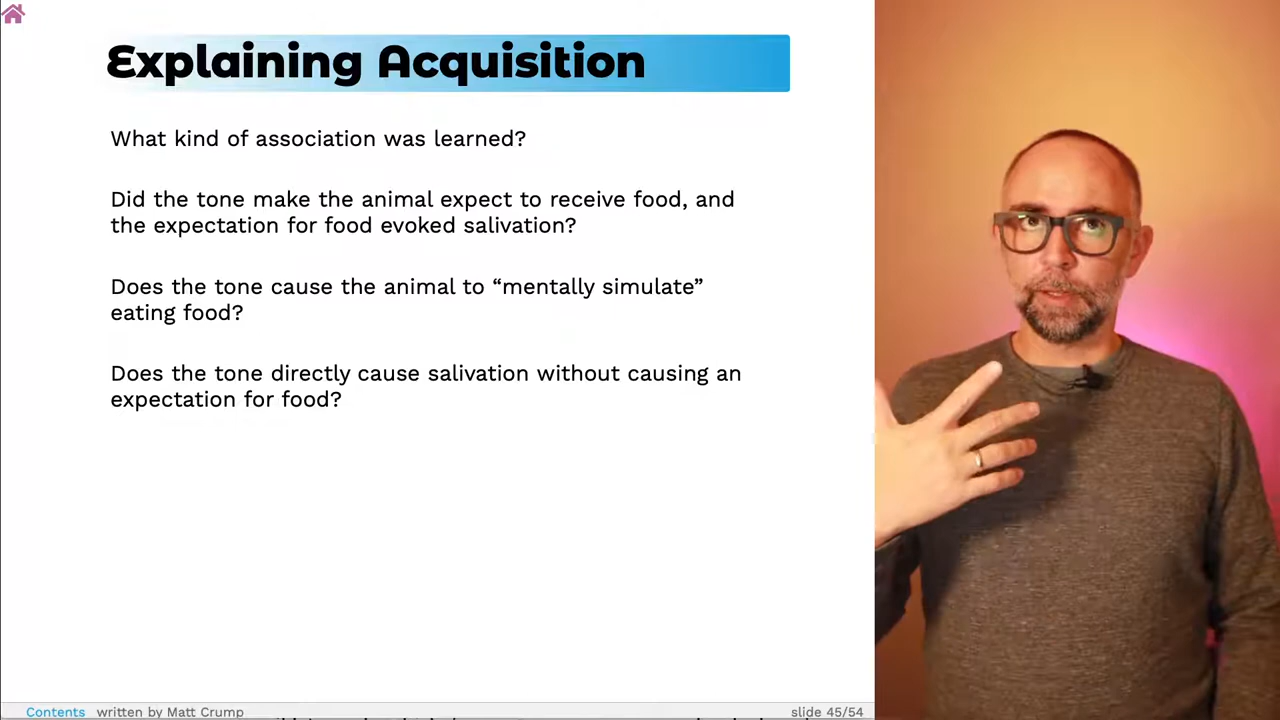 Explaining Acquisition
What kind of association was learned?
Did the tone make the animal expect to receive food, and
the expectation for food evoked salivation?
Does the tone cause the animal to “mentally simulate”
eating food?
Does the tone directly cause salivation without causing an
expectation for food?
Contents written by Matt Crump slide 45/54